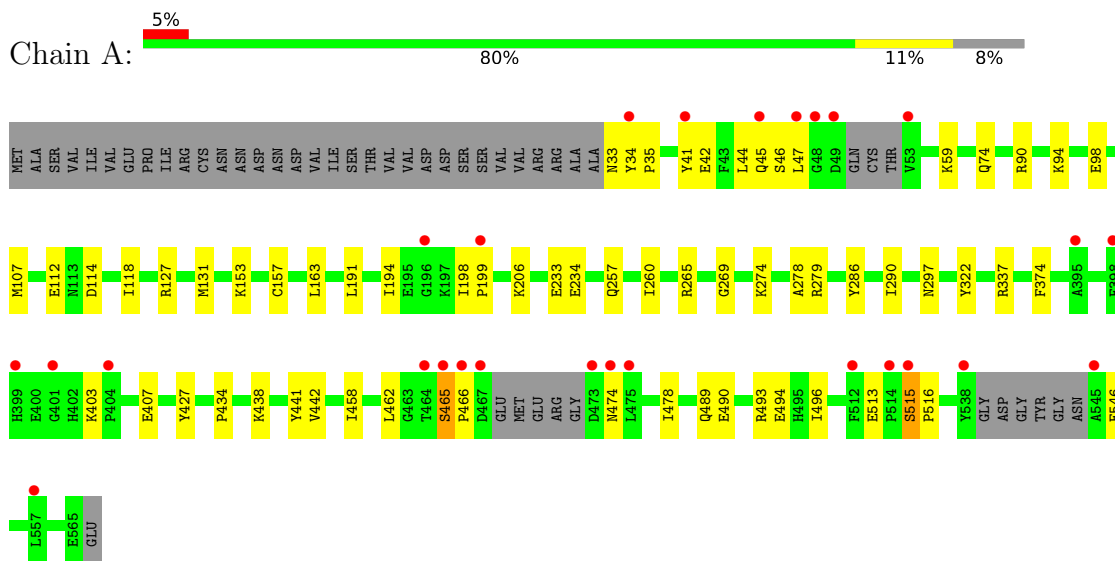 5%
Chain A:
80% 11% 8%
MET ALA SER VAL ILE VAL GLU PRO ILE ARG CYS ASN ASN ASP ASN ASP VAL ILE SER THR VAL VAL ASP ASP SER SER VAL VAL ARG ARG ALA ALA N33 Y34 P35 Y41 E42 F43 L44 Q45 S46 L47 G48 D49 GLN CYS THR V53 K59 Q74 R90 K94 E98
M107 E112 N113 D114 I118 R127 M131 K153 C157 L163 L191 I194 E195 G196 K197 I198 P199 K206 E233 E234 Q257 I260 R265 G269 K274 A278 R279 Y286 I290 N297 Y322 R337 F374 A395 E398
H399 E400 G401 H402 K403 P404 E407 Y427 P434 K438 Y441 V442 I458 L462 G463 T464 S465 P466 D467 GLU MET GLU ARG GLY D473 N474 L475 I478 Q489 E490 R493 E494 H495 I496 F512 E513 P514 S515 P516 Y538 GLY ASP GLY TYR GLY ASN A545
L557 E565 GLU